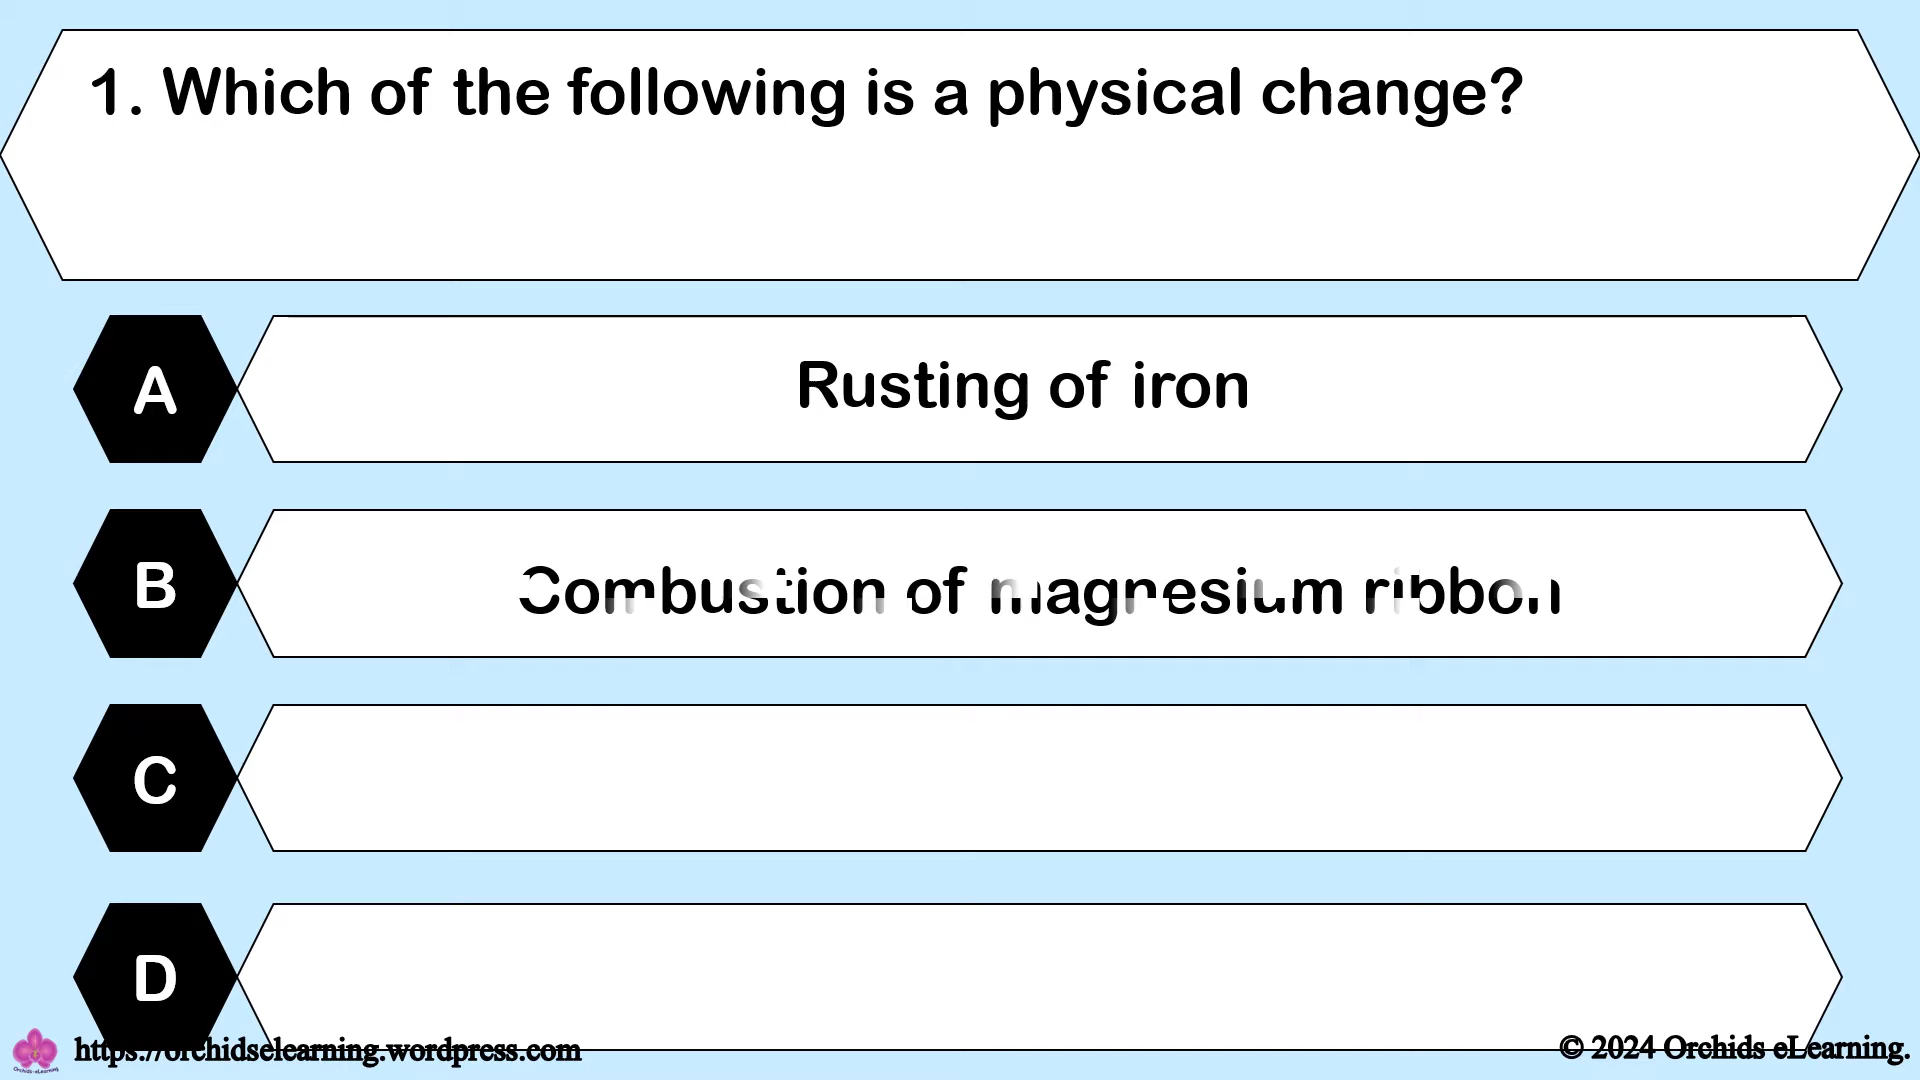 1. Which of the following is a physical change?
A
Rusting of iron
B
Combustion of magnesium ribbon
C
D
https://orchidselearning.wordpress.com
© 2024 Orchids eLearning.